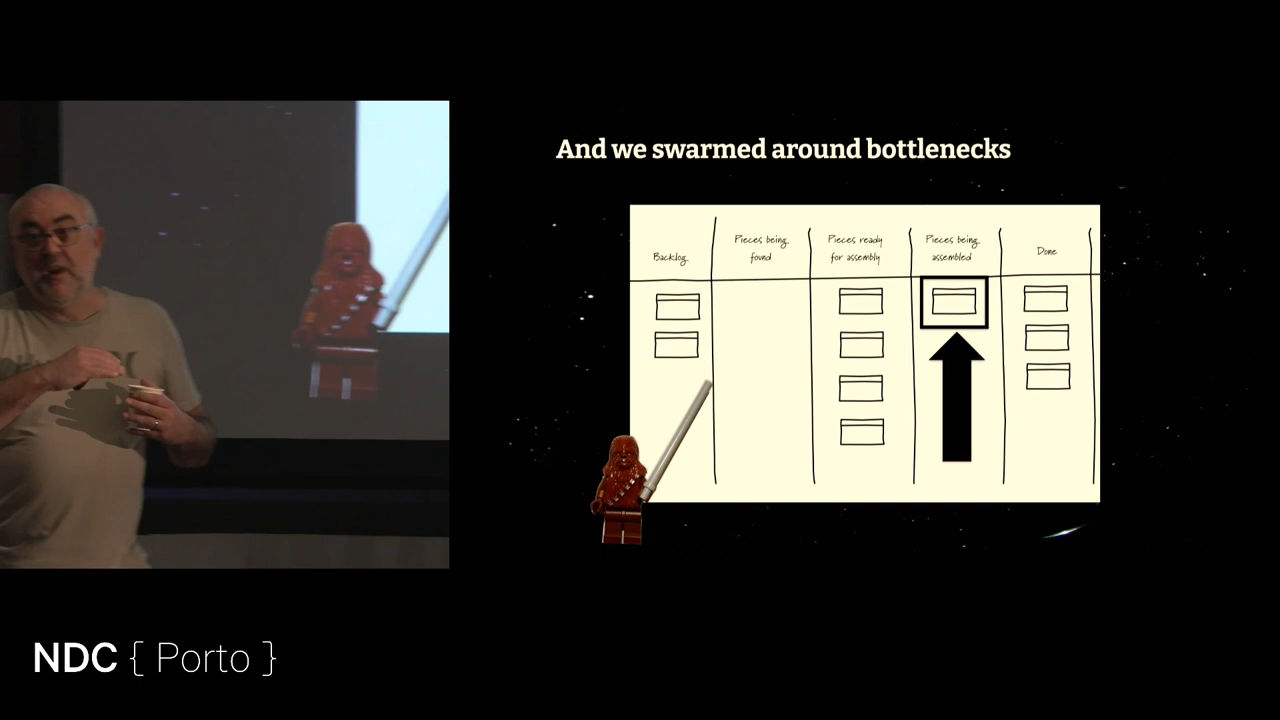 And we swarmed around bottlenecks
Backlog
Pieces being
found
Pieces ready
for assembly
Pieces being
assembled
Done
NDC { Porto }